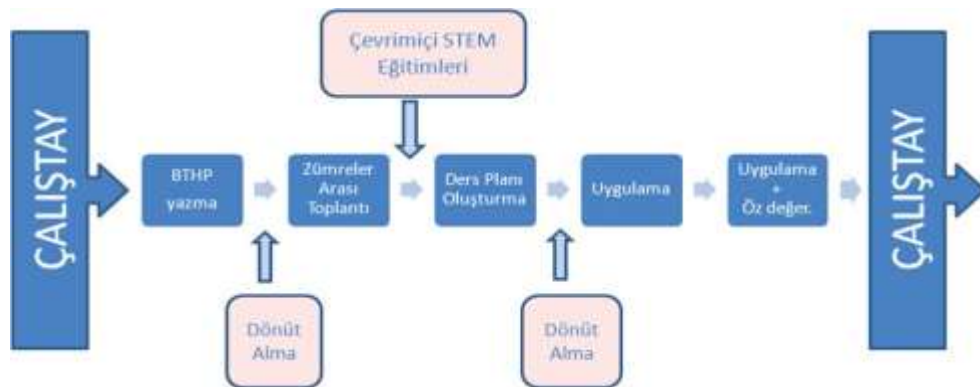 ÇALIŞTAY
Çevrimiçi STEM
Eğitimleri
BTHP
yazma
Zümreler
Arası
Toplantı
Ders Planı
Oluşturma
Uygulama
Uygulama
+
Öz değer.
ÇALIŞTAY
Dönüt
Alma
Dönüt
Alma